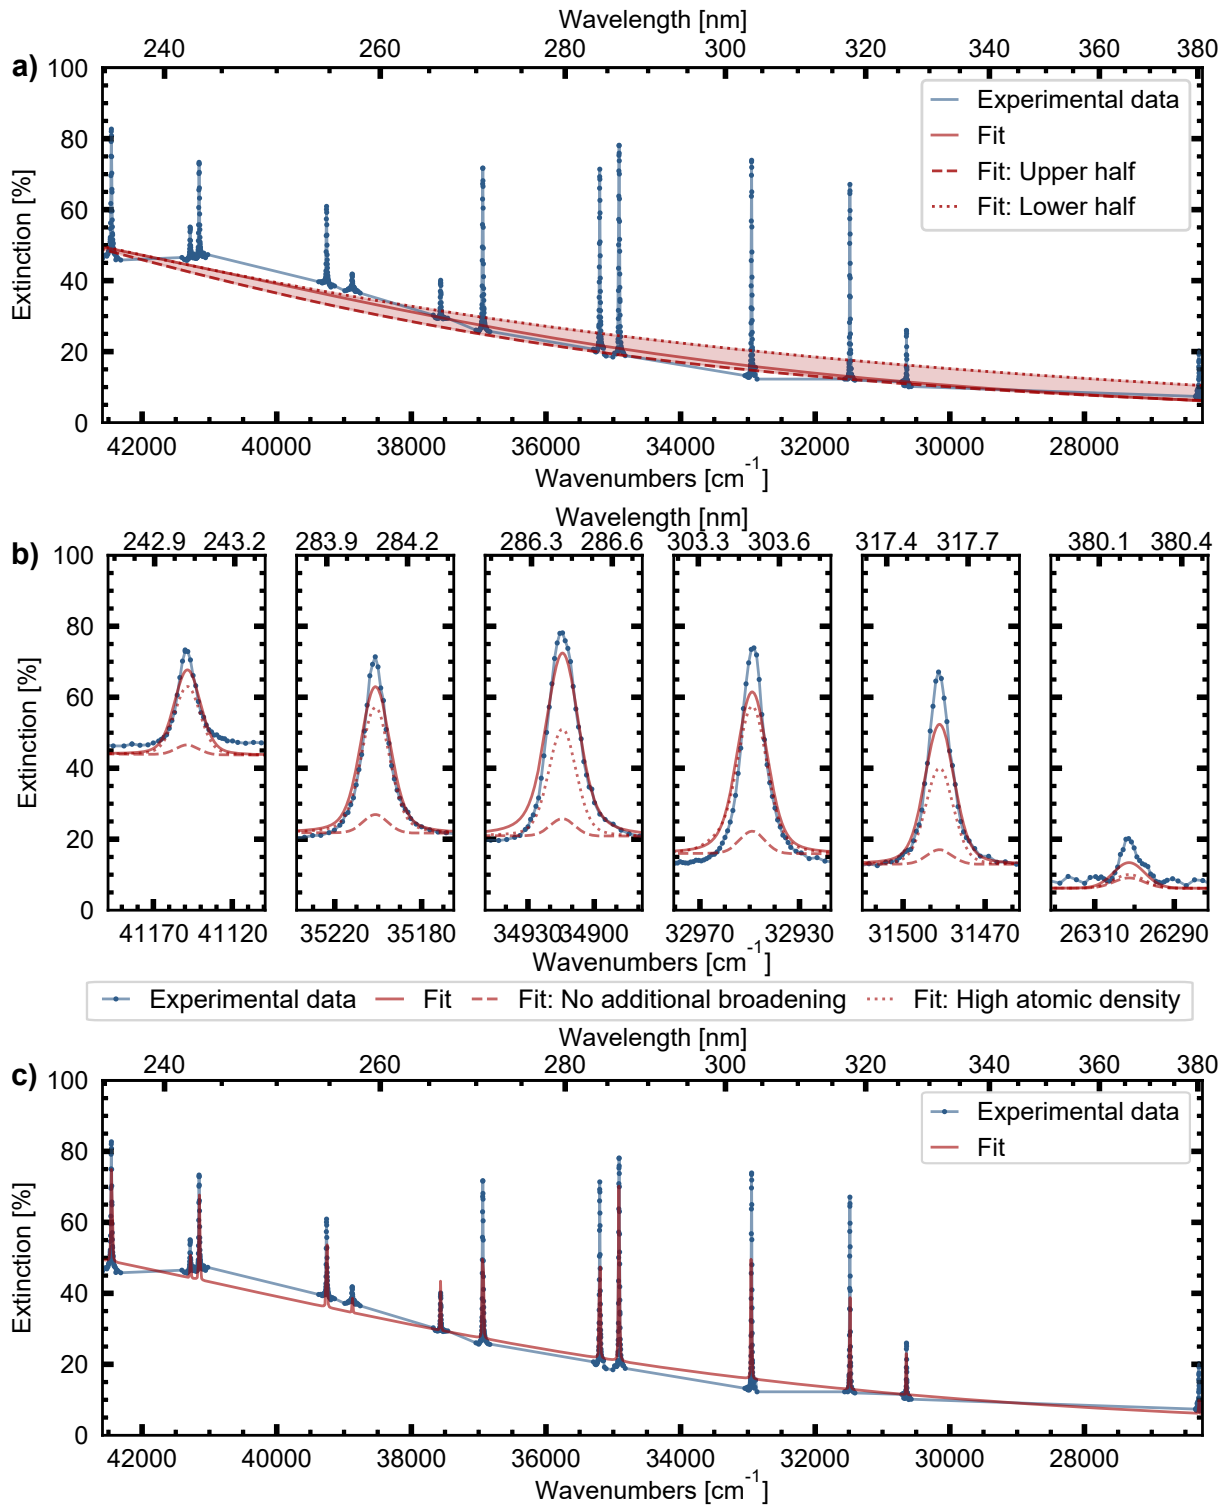 Wavelength [nm]
240 260 280 300 320 340 360 380
a)
100
80
60
40
20
0
Extinction [%]
Experimental data
Fit
Fit: Upper half
Fit: Lower half
42000 40000 38000 36000 34000 32000 30000 28000
Wavenumbers [cm-1]
Wavelength [nm]
b)
242.9 243.2 283.9 284.2 286.3 286.6 303.3 303.6 317.4 317.7 380.1 380.4
100
80
60
40
20
0
Extinction [%]
41170 41120 35220 35180 34930 34900 32970 32930 31500 31470 26310 26290
Wavenumbers [cm-1]
Experimental data Fit Fit: No additional broadening Fit: High atomic density
Wavelength [nm]
240 260 280 300 320 340 360 380
c)
100
80
60
40
20
0
Extinction [%]
Experimental data
Fit
42000 40000 38000 36000 34000 32000 30000 28000
Wavenumbers [cm-1]